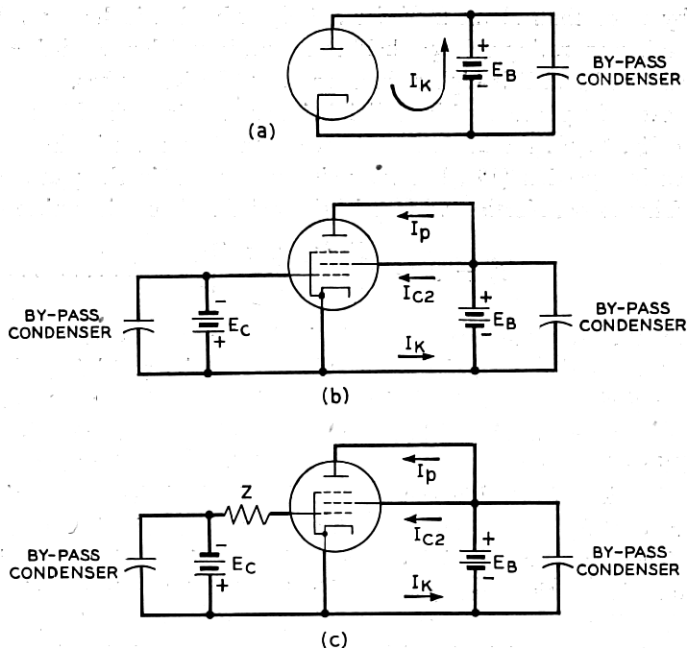 +
I_K
E_B
-
BY-PASS
CONDENSER
(a)
I_p
I_C2
-
+
BY-PASS
CONDENSER
E_C
+
E_B
-
BY-PASS
CONDENSER
I_K
(b)
Z
I_p
I_C2
-
+
BY-PASS
CONDENSER
E_C
+
E_B
-
BY-PASS
CONDENSER
I_K
(c)